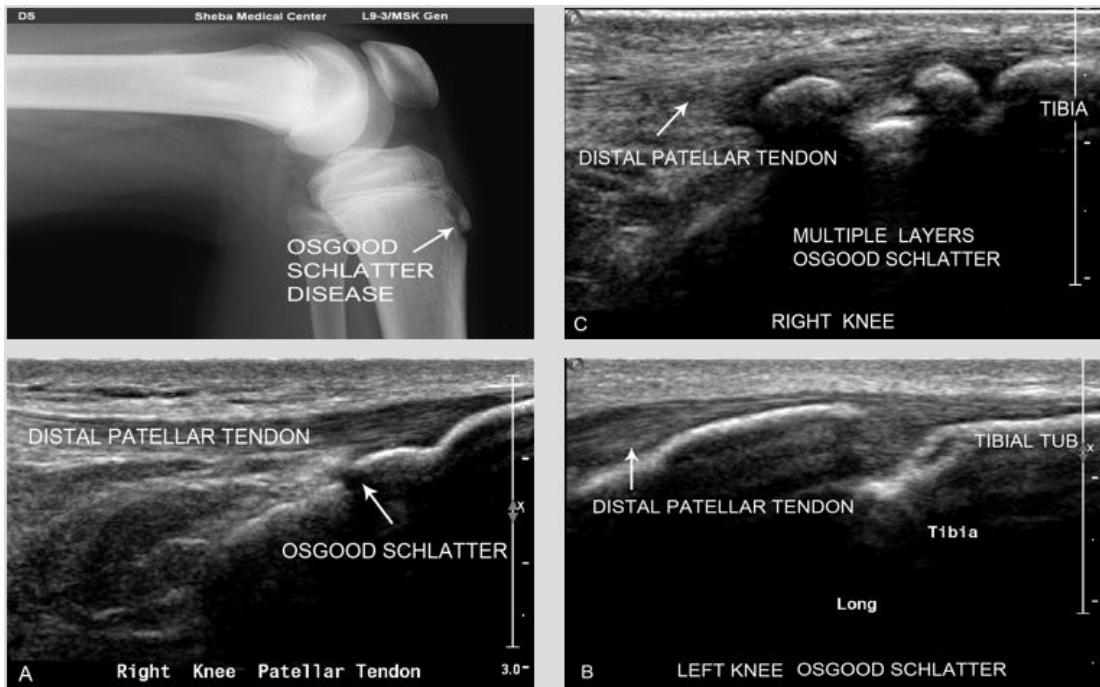 DS Sheba Medical Center L9-3/MSK Gen
OSGOOD
SCHLATTER
DISEASE
TIBIA
DISTAL PATELLAR TENDON
MULTIPLE LAYERS
OSGOOD SCHLATTER
C
RIGHT KNEE
DISTAL PATELLAR TENDON
OSGOOD SCHLATTER
A
Right Knee Patellar Tendon
3.0-
X
TIBIAL TUB
X
DISTAL PATELLAR TENDON
Tibia
Long
B
LEFT KNEE OSGOOD SCHLATTER